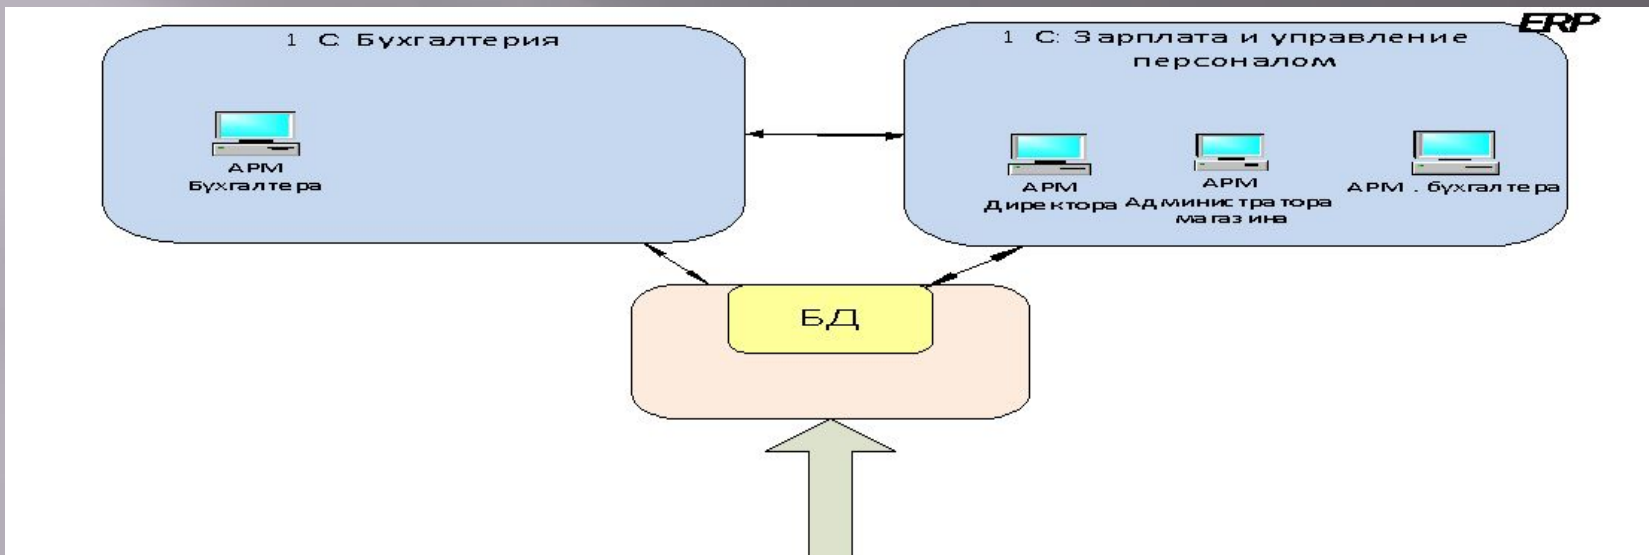 ERP
1 С Бухгалтерия
АРМ
Бухгалтера
1 С: Зарплата и управление
персоналом
АРМ
Директора
АРМ
Администратора
магазина
АРМ . бухгалтера
БД